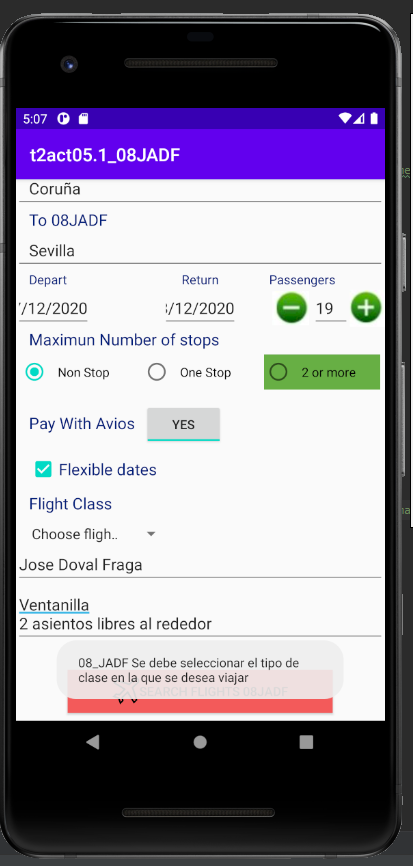 5:07
t2act05.1_08JADF
Coruña
To 08JADF
Sevilla
Depart Return Passengers
/12/2020 /12/2020 19
Maximun Number of stops
Non Stop One Stop 2 or more
Pay With Avios YES
Flexible dates
Flight Class
Choose fligh..
Jose Doval Fraga
Ventanilla
2 asientos libres al rededor
08_JADF Se debe seleccionar el tipo de
clase en la que se desea viajar
SEARCH FLIGHTS 08JADF